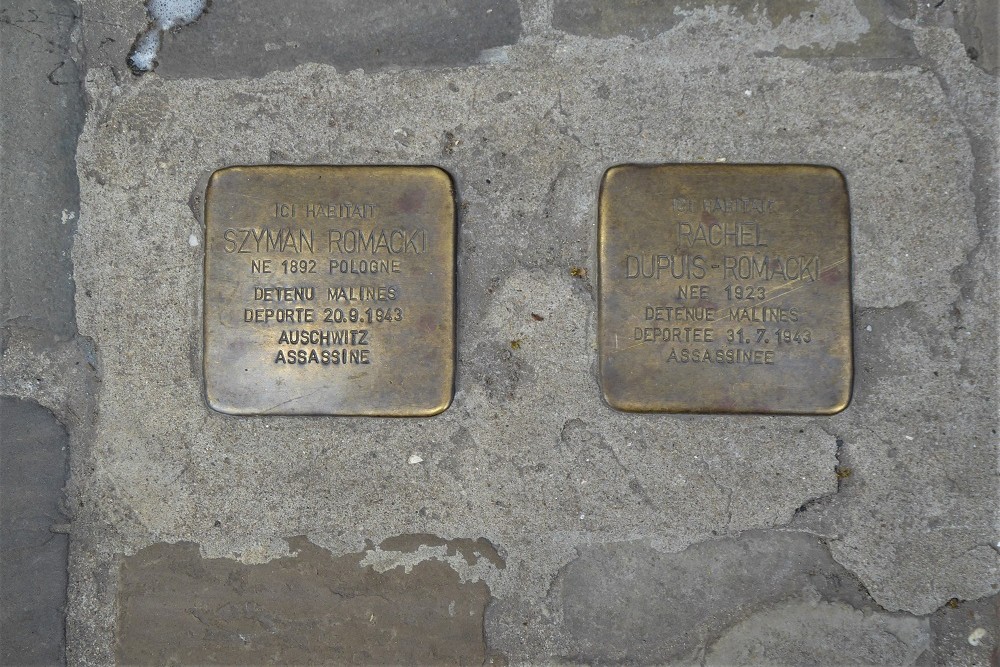 ICI HABITAIT
SZYMAN ROMACKI
NE 1892 POLOGNE
DETENU MALINES
DEPORTE 20.9.1943
AUSCHWITZ
ASSASSINE
ICI HABITAIT
RACHEL
DUPUIS-ROMACKI
NEE 1923
DETENUE MALINES
DEPORTEE 31.7.1943
ASSASSINEE